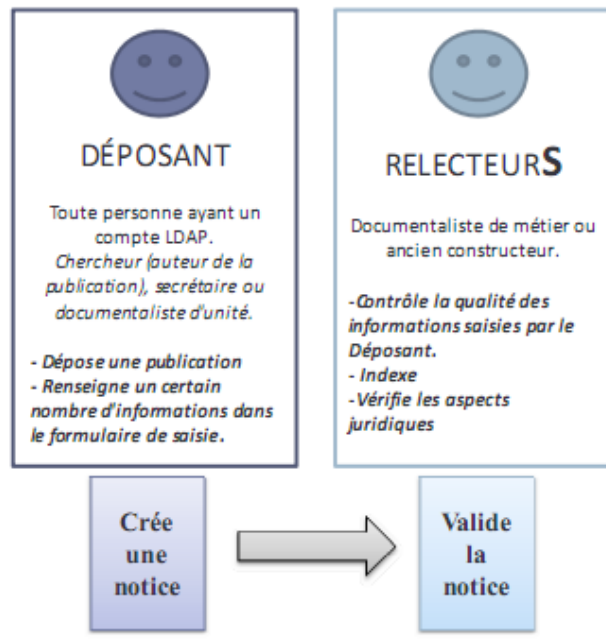 DÉPOSANT
Toute personne ayant un
compte LDAP.
Chercheur (auteur de la
publication), secrétaire ou
documentaliste d'unité.
- Dépose une publication
- Renseigne un certain
nombre d'informations dans
le formulaire de saisie.
RELECTEURS
Documentaliste de métier ou
ancien constructeur.
-Contrôle la qualité des
informations saisies par le
Déposant.
- Indexe
-Vérifie les aspects
juridiques
Crée
une
notice
Valide
la
notice